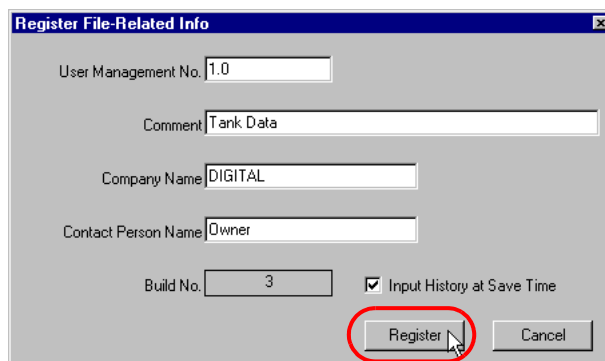 Register File-Related Info
User Management No. 1.0
Comment Tank Data
Company Name DIGITAL
Contact Person Name Owner
Build No. 3 Input History at Save Time
Register Cancel